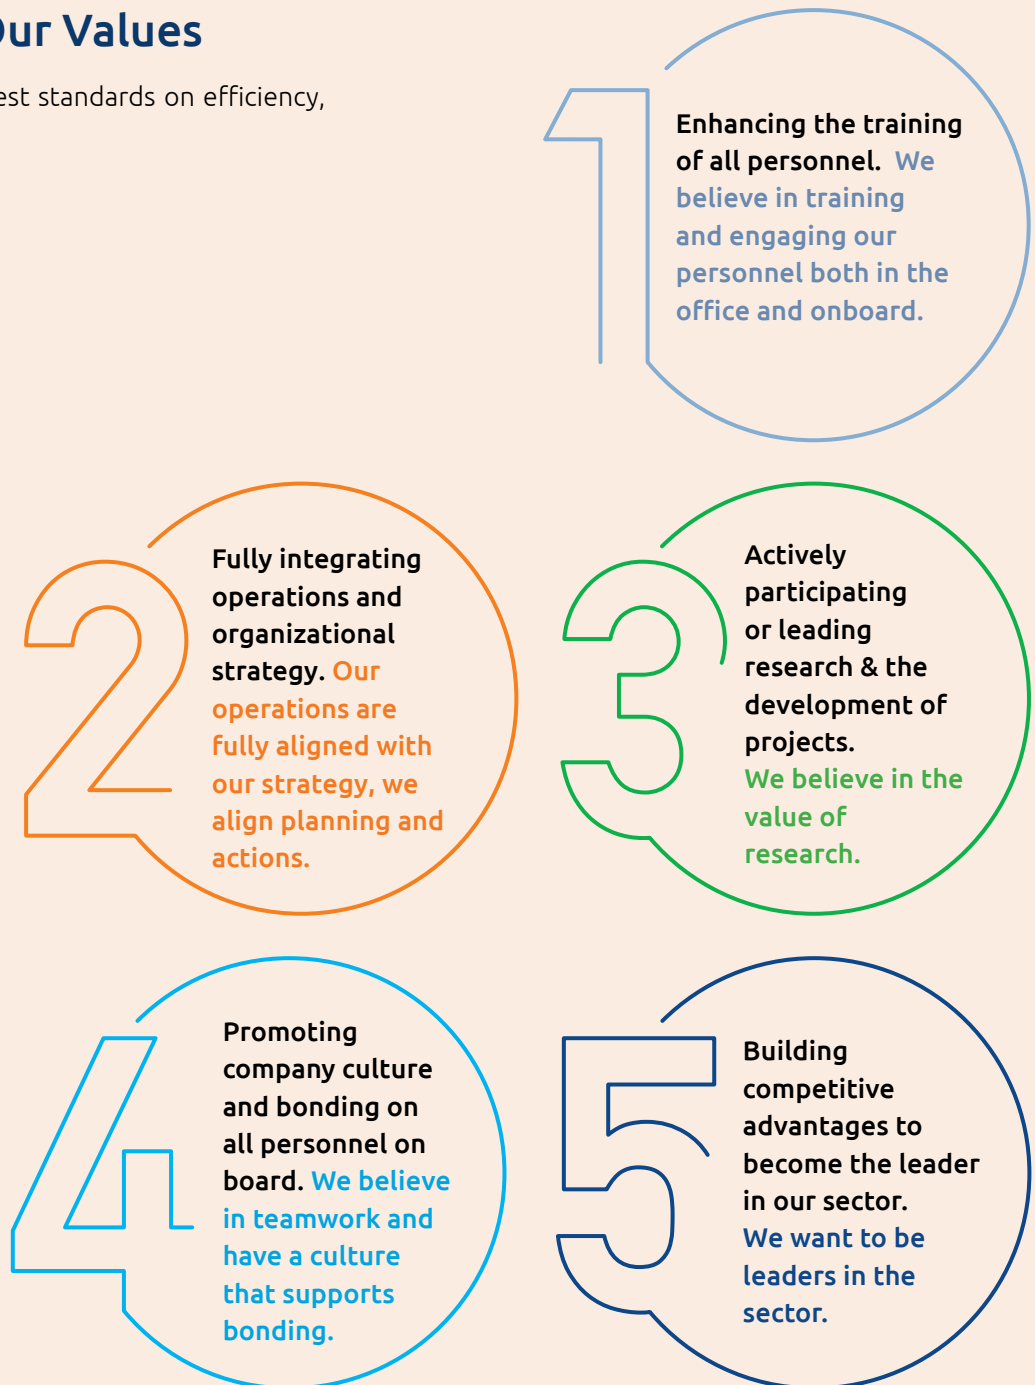 Our Values
est standards on efficiency,
1
Enhancing the training
of all personnel. We
believe in training
and engaging our
personnel both in the
office and onboard.
2
Fully integrating
operations and
organizational
strategy. Our
operations are
fully aligned with
our strategy, we
align planning and
actions.
3
Actively
participating
or leading
research & the
development of
projects.
We believe in the
value of
research.
4
Promoting
company culture
and bonding on
all personnel on
board. We believe
in teamwork and
have a culture
that supports
bonding.
5
Building
competitive
advantages to
become the leader
in our sector.
We want to be
leaders in the
sector.